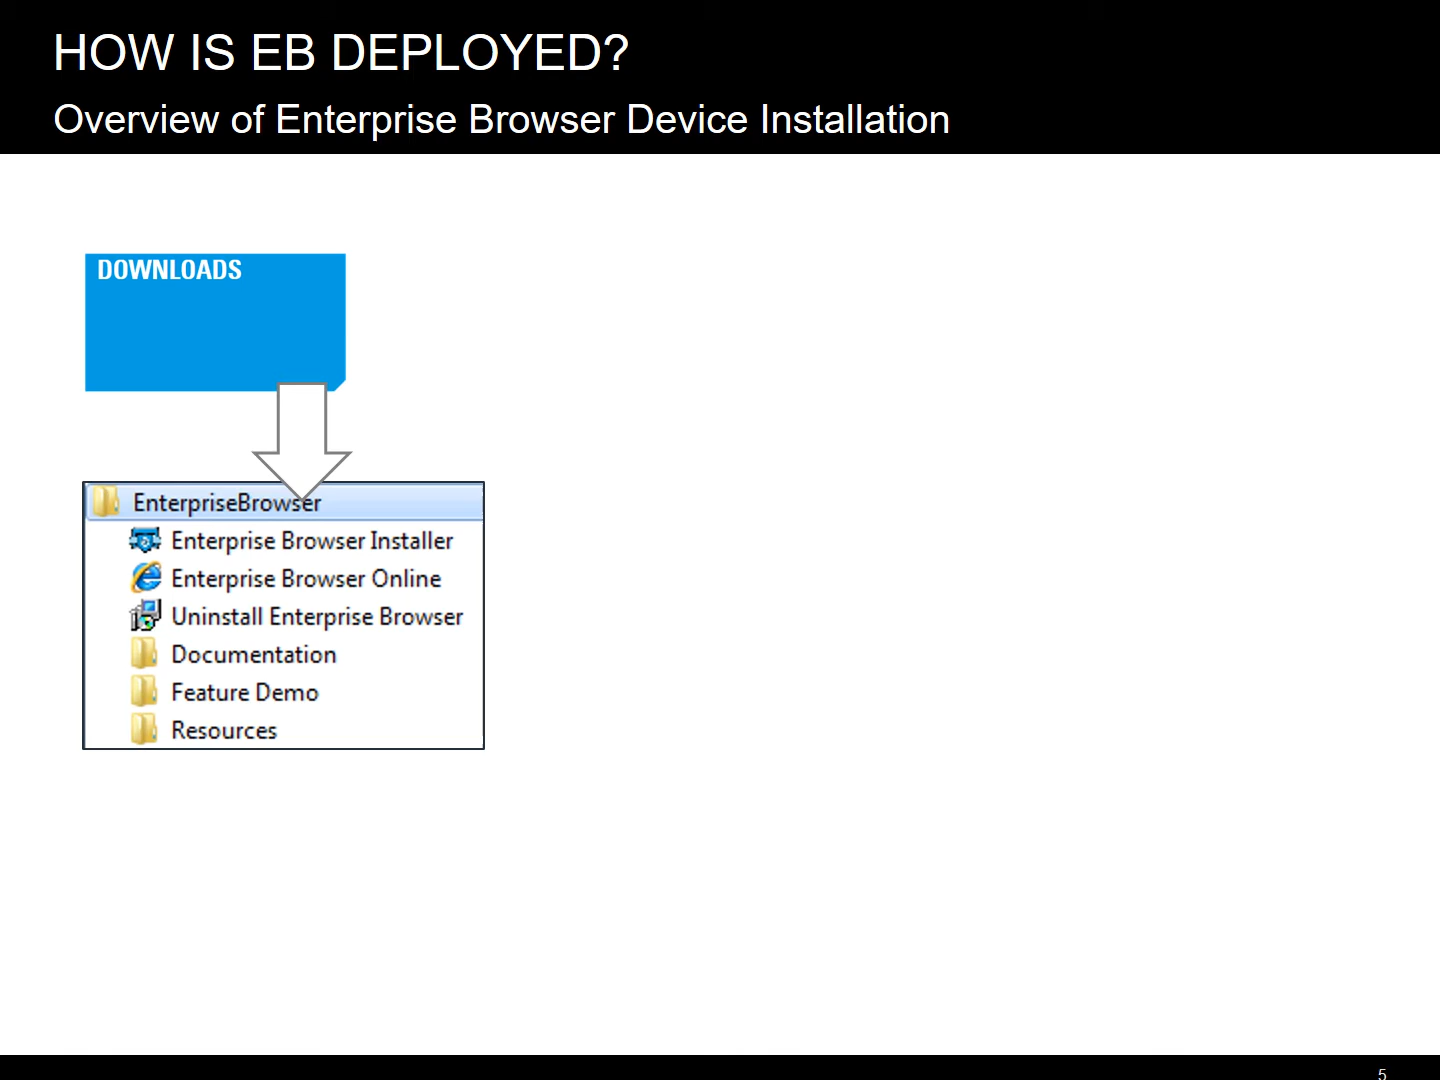 HOW IS EB DEPLOYED?
Overview of Enterprise Browser Device Installation
DOWNLOADS
EnterpriseBrowser
Enterprise Browser Installer
Enterprise Browser Online
Uninstall Enterprise Browser
Documentation
Feature Demo
Resources
5